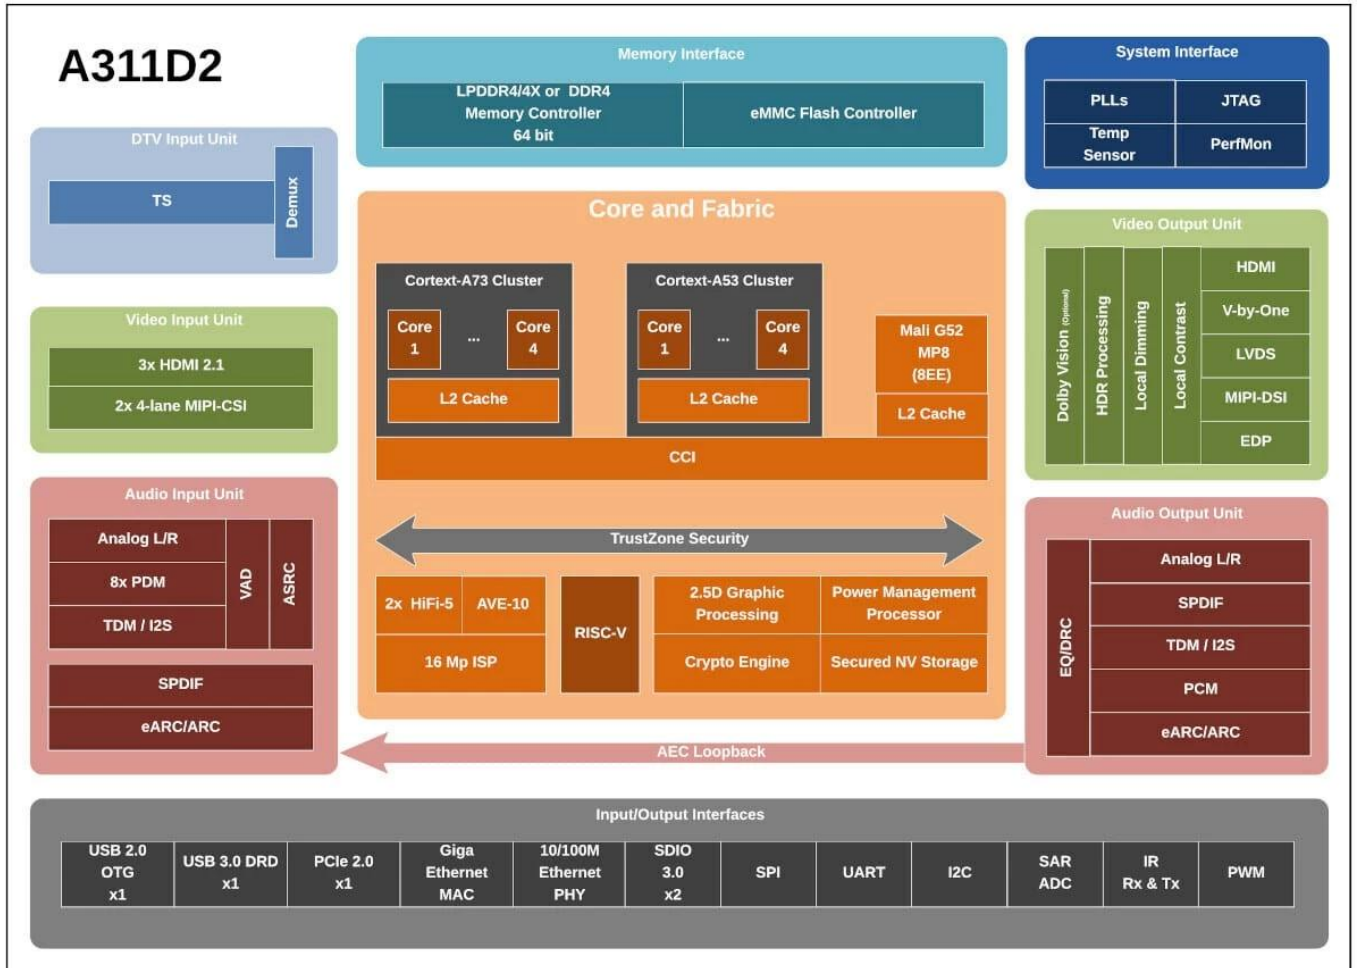 A311D2
Memory Interface
LPDDR4/4X or DDR4
Memory Controller
64 bit
eMMC Flash Controller
System Interface
PLLs
JTAG
Temp
Sensor
PerfMon
DTV Input Unit
TS
Demux
Video Input Unit
3x HDMI 2.1
2x 4-lane MIPI-CSI
Audio Input Unit
Analog L/R
8x PDM
TDM / I2S
VAD
ASRC
SPDIF
eARC/ARC
Core and Fabric
Cortext-A73 Cluster
Core
1
...
Core
4
L2 Cache
Cortext-A53 Cluster
Core
1
...
Core
4
L2 Cache
Mali G52
MP8
(8EE)
L2 Cache
CCI
TrustZone Security
2x HiFi-5
AVE-10
16 Mp ISP
RISC-V
2.5D Graphic
Processing
Power Management
Processor
Crypto Engine
Secured NV Storage
Video Output Unit
Dolby Vision (Optional)
HDR Processing
Local Dimming
Local Contrast
HDMI
V-by-One
LVDS
MIPI-DSI
EDP
Audio Output Unit
EQ/DRC
Analog L/R
SPDIF
TDM / I2S
PCM
eARC/ARC
AEC Loopback
Input/Output Interfaces
USB 2.0
OTG
x1
USB 3.0 DRD
x1
PCIe 2.0
x1
Giga
Ethernet
MAC
10/100M
Ethernet
PHY
SDIO
3.0
x2
SPI
UART
I2C
SAR
ADC
IR
Rx & Tx
PWM